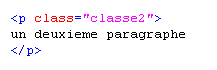 <p class="classe2">
un deuxieme paragraphe
</p>